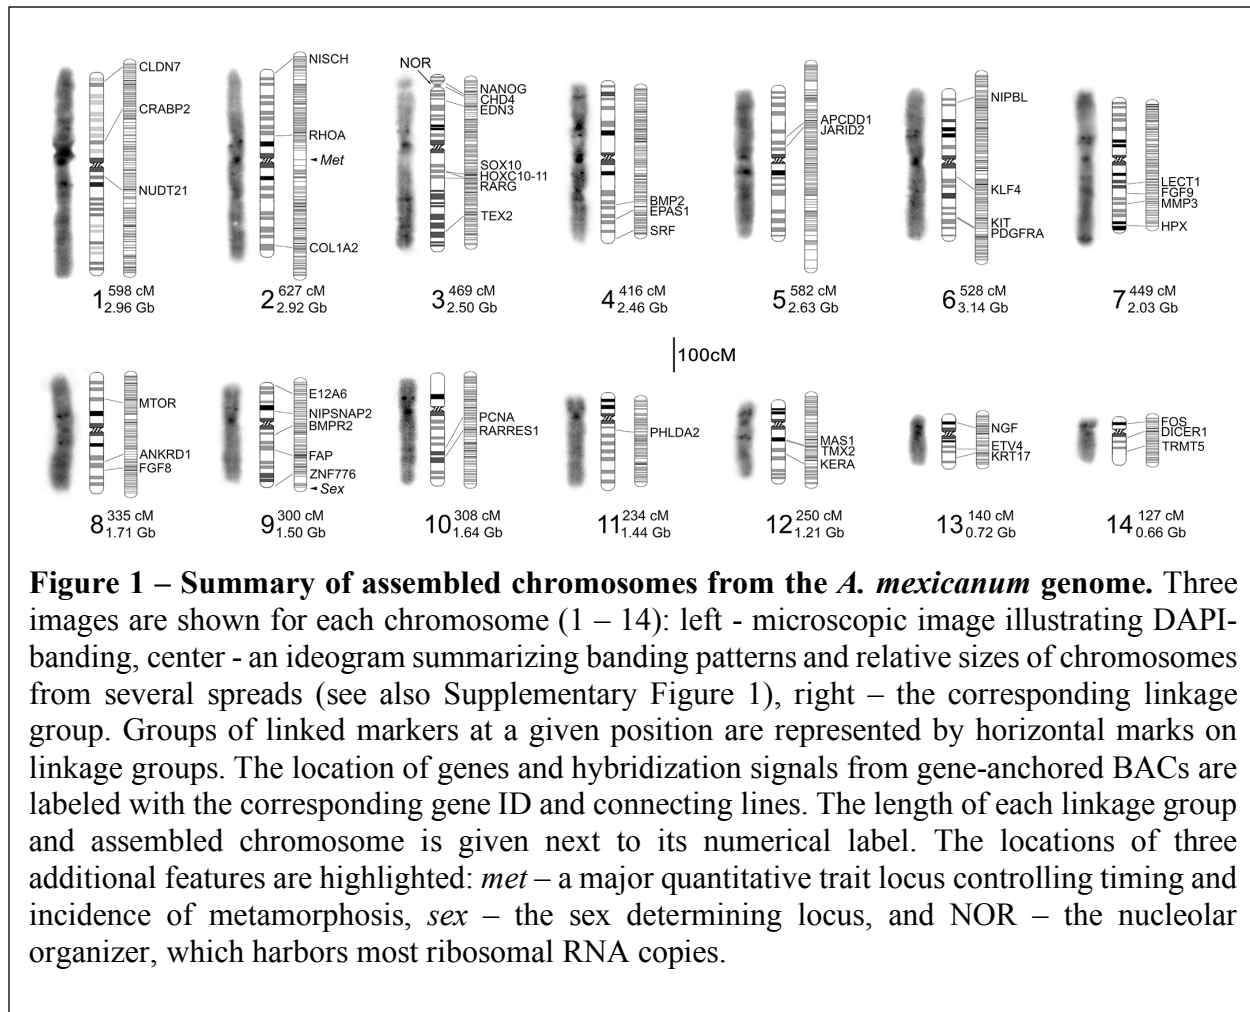 CLDN7
CRABP2
NUDT21
1 598 cM
2.96 Gb
NISCH
RHOA
Met
COL1A2
2 627 cM
2.92 Gb
NOR
NANOG
CHD4
EDN3
SOX10
HOXC10-11
RARG
TEX2
3 469 cM
2.50 Gb
BMP2
EPAS1
SRF
4 416 cM
2.46 Gb
APCDD1
JARID2
5 582 cM
2.63 Gb
NIPBL
KLF4
KIT
PDGFRA
6 528 cM
3.14 Gb
LECT1
FGF9
MMP3
HPX
7 449 cM
2.03 Gb
100cM
MTOR
ANKRD1
FGF8
8 335 cM
1.71 Gb
E12A6
NIPSNAP2
BMPR2
FAP
ZNF776
Sex
9 300 cM
1.50 Gb
PCNA
RARRES1
10 308 cM
1.64 Gb
PHLDA2
11 234 cM
1.44 Gb
MAS1
TMX2
KERA
12 250 cM
1.21 Gb
NGF
ETV4
KRT17
13 140 cM
0.72 Gb
FOS
DICER1
TRMT5
14 127 cM
0.66 Gb
Figure 1 – Summary of assembled chromosomes from the A. mexicanum genome. Three
images are shown for each chromosome (1 – 14): left - microscopic image illustrating DAPI-
banding, center - an ideogram summarizing banding patterns and relative sizes of chromosomes
from several spreads (see also Supplementary Figure 1), right – the corresponding linkage
group. Groups of linked markers at a given position are represented by horizontal marks on
linkage groups. The location of genes and hybridization signals from gene-anchored BACs are
labeled with the corresponding gene ID and connecting lines. The length of each linkage group
and assembled chromosome is given next to its numerical label. The locations of three
additional features are highlighted: met – a major quantitative trait locus controlling timing and
incidence of metamorphosis, sex – the sex determining locus, and NOR – the nucleolar
organizer, which harbors most ribosomal RNA copies.